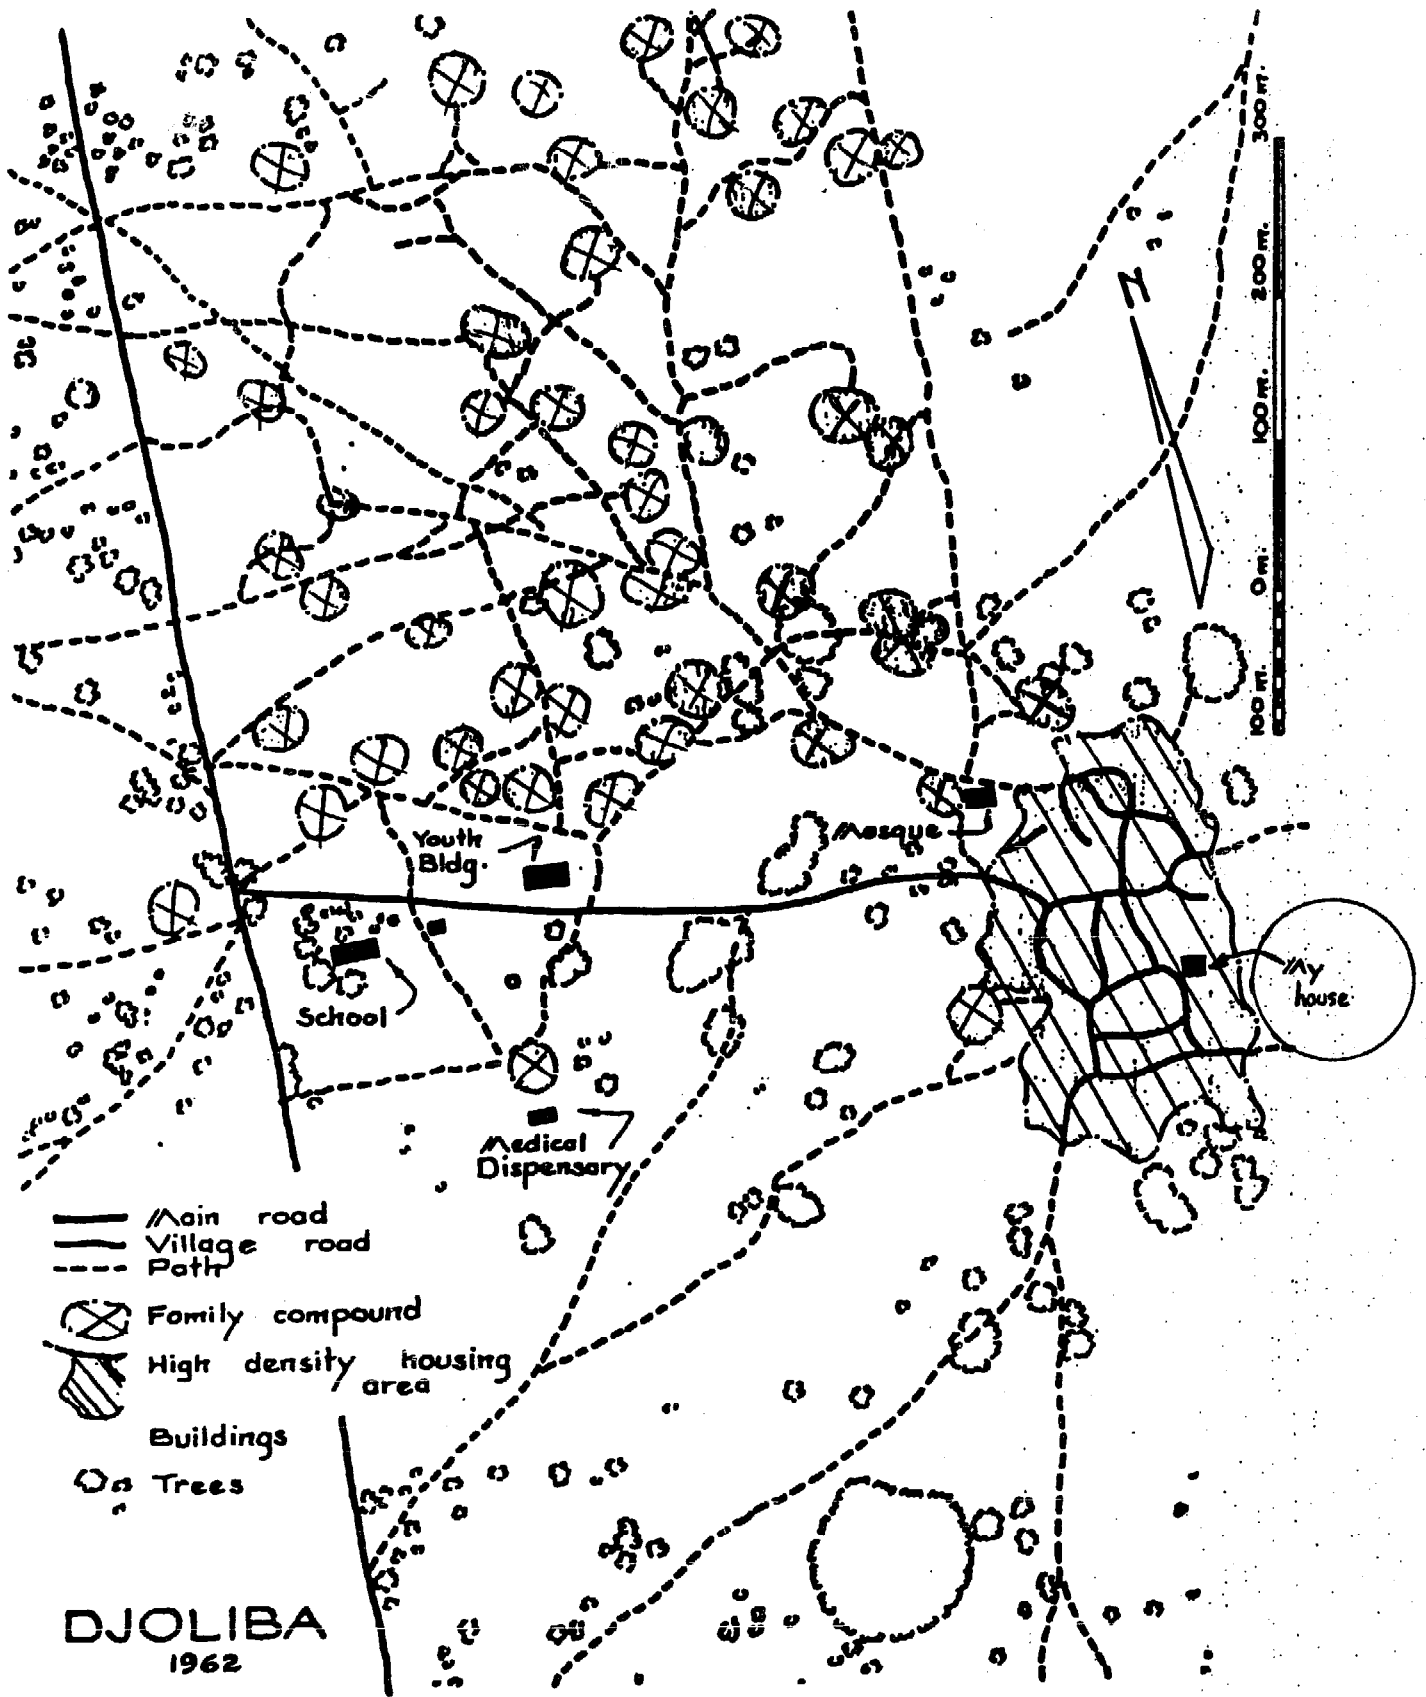 300 m.
200 m.
N
100 m.
0 m.
100 m.
Youth
Bldg.
Mosque
My
house
School
Medical
Dispensary
Main road
Village road
Path
Family compound
High density housing
area
Buildings
Trees
DJOLIBA
1962